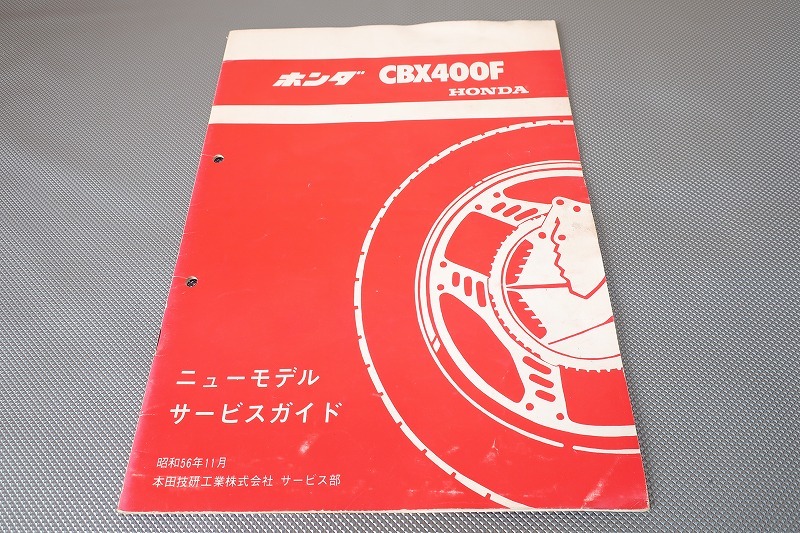 ホンダ CBX400F
HONDA
ニューモデル
サービスガイド
昭和56年11月
本田技研工業株式会社 サービス部